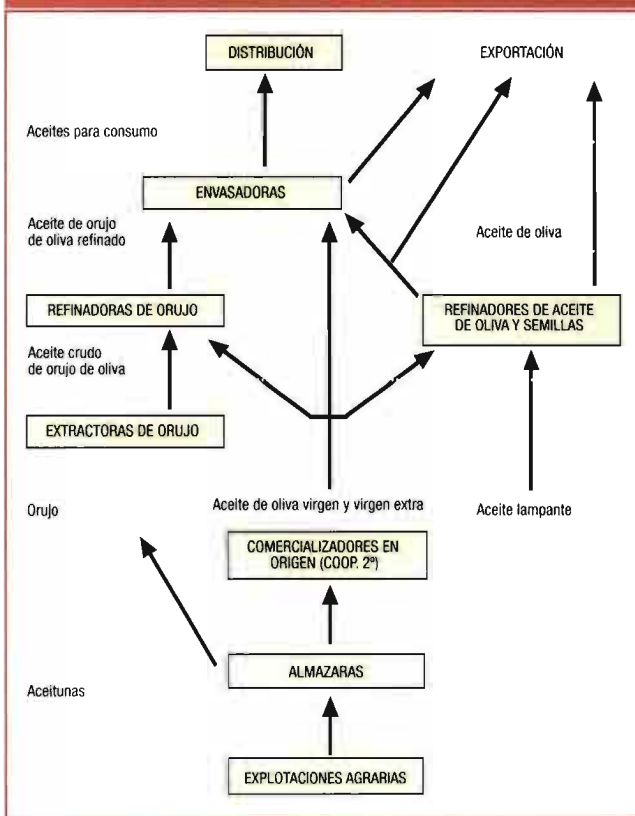 DISTRIBUCIÓN
EXPORTACIÓN
Aceites para consumo
ENVASADORAS
Aceite de orujo
de oliva refinado
Aceite de oliva
REFINADORAS DE ORUJO
REFINADORES DE ACEITE
DE OLIVA Y SEMILLAS
Aceite crudo
de orujo de oliva
EXTRACTORAS DE ORUJO
Orujo
Aceite de oliva virgen y virgen extra
Aceite lampante
COMERCIALIZADORES EN
ORIGEN (COOP. 2º)
ALMAZARAS
Aceitunas
EXPLOTACIONES AGRARIAS